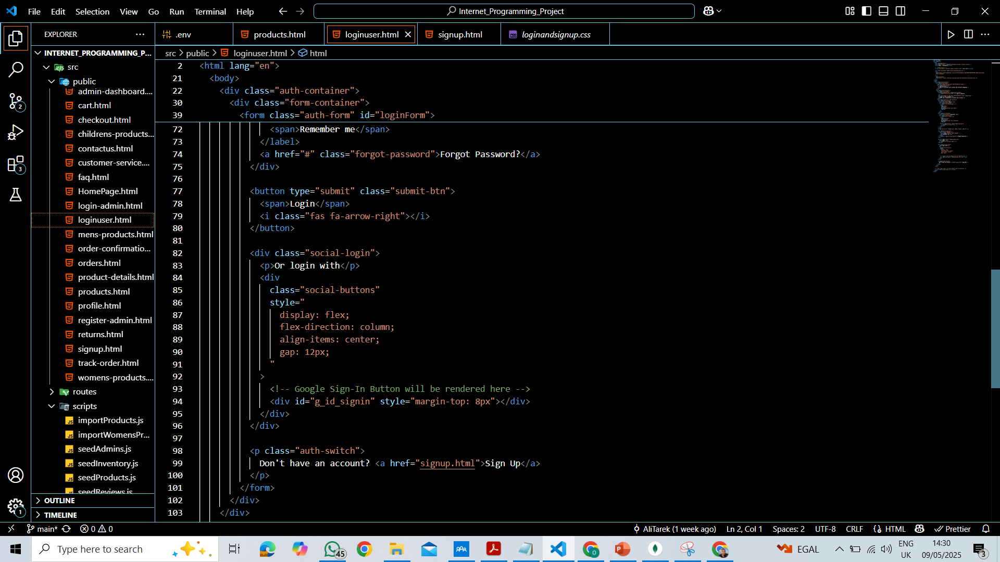 File Edit Selection View Go Run Terminal Help
Internet_Programming_Project
EXPLORER
.env products.html loginuser.html signup.html loginandsignup.css
INTERNET_PROGRAMMING_P...
src > public > loginuser.html > html
src
public
admin-dashboard....
cart.html
checkout.html
childrens-products...
contactus.html
customer-service....
faq.html
HomePage.html
login-admin.html
loginuser.html
mens-products.html
order-confirmatio...
orders.html
product-details.html
products.html
profile.html
register-admin.html
returns.html
signup.html
track-order.html
womens-products....
routes
scripts
importProducts.js
importWomensPr...
seedAdmins.js
seedInventory.js
seedProducts.js
seedReviews.js
OUTLINE
TIMELINE
2
3
1
2 <html lang="en">
21 <body>
22 <div class="auth-container">
30 <div class="form-container">
39 <form class="auth-form" id="loginForm">
72 <span>Remember me</span>
73 </label>
74 <a href="#" class="forgot-password">Forgot Password?</a>
75 </div>
76
77 <button type="submit" class="submit-btn">
78 <span>Login</span>
79 <i class="fas fa-arrow-right"></i>
80 </button>
81
82 <div class="social-login">
83 <p>Or login with</p>
84 <div
85 class="social-buttons"
86 style="
87 display: flex;
88 flex-direction: column;
89 align-items: center;
90 gap: 12px;
91 "
92 >
93 <!-- Google Sign-In Button will be rendered here -->
94 <div id="g_id_signin" style="margin-top: 8px"></div>
95 </div>
96 </div>
97
98 <p class="auth-switch">
99 Don't have an account? <a href="signup.html">Sign Up</a>
100 </p>
101 </form>
102 </div>
103 </div>
main* 0 0 AliTarek (1 week ago) Ln 2, Col 1 Spaces: 2 UTF-8 CRLF HTML Prettier
Type here to search
45
EGAL
ENG
UK
14:30
09/05/2025
3